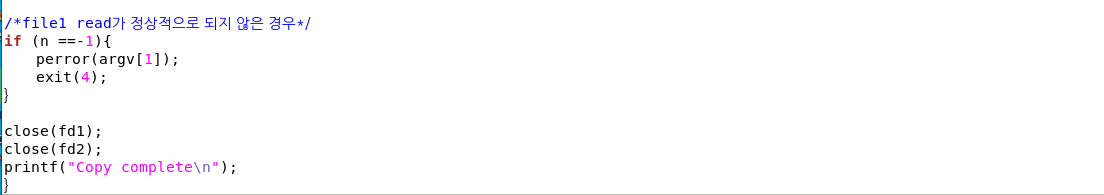 /*file1 read가 정상적으로 되지 않은 경우*/
if (n ==-1){
    perror(argv[1]);
    exit(4);
}
close(fd1);
close(fd2);
printf("Copy complete\n");
}